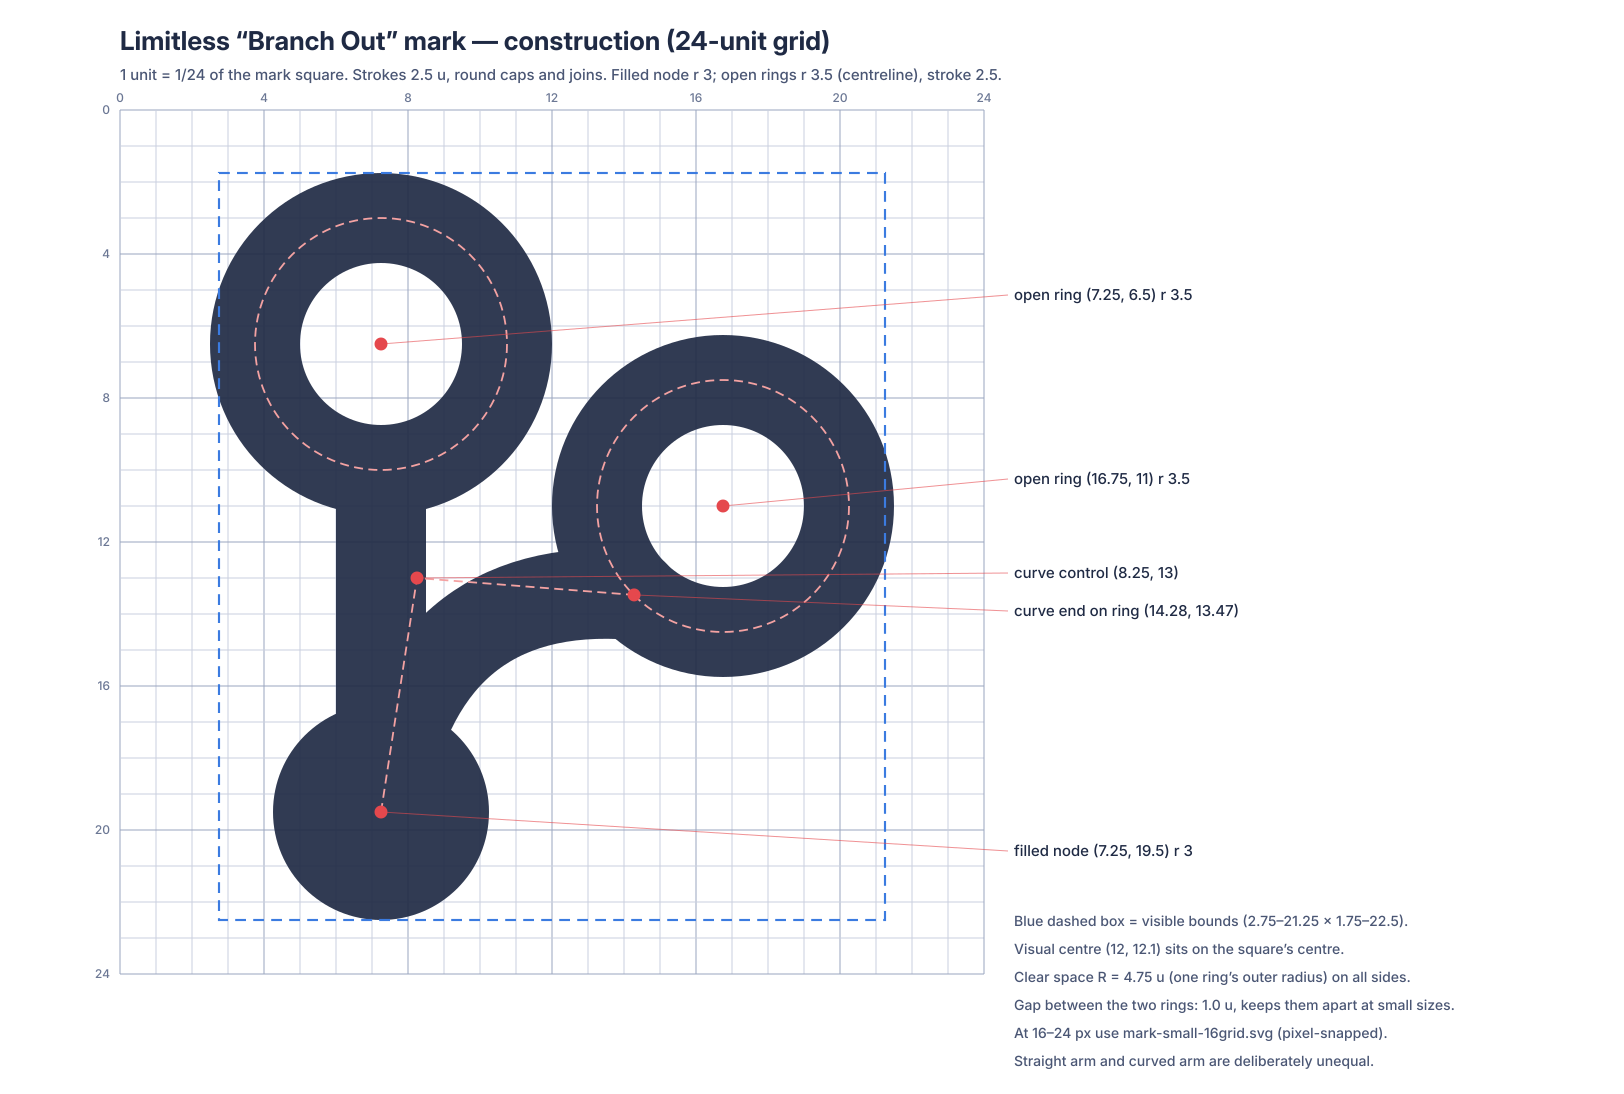 Limitless “Branch Out” mark — construction (24-unit grid)
1 unit = 1/24 of the mark square. Strokes 2.5 u, round caps and joins. Filled node r 3; open rings r 3.5 (centreline), stroke 2.5.
0 4 8 12 16 20 24
0
4
8
12
16
20
24
open ring (7.25, 6.5) r 3.5
open ring (16.75, 11) r 3.5
curve control (8.25, 13)
curve end on ring (14.28, 13.47)
filled node (7.25, 19.5) r 3
Blue dashed box = visible bounds (2.75–21.25 × 1.75–22.5).
Visual centre (12, 12.1) sits on the square’s centre.
Clear space R = 4.75 u (one ring’s outer radius) on all sides.
Gap between the two rings: 1.0 u, keeps them apart at small sizes.
At 16–24 px use mark-small-16grid.svg (pixel-snapped).
Straight arm and curved arm are deliberately unequal.